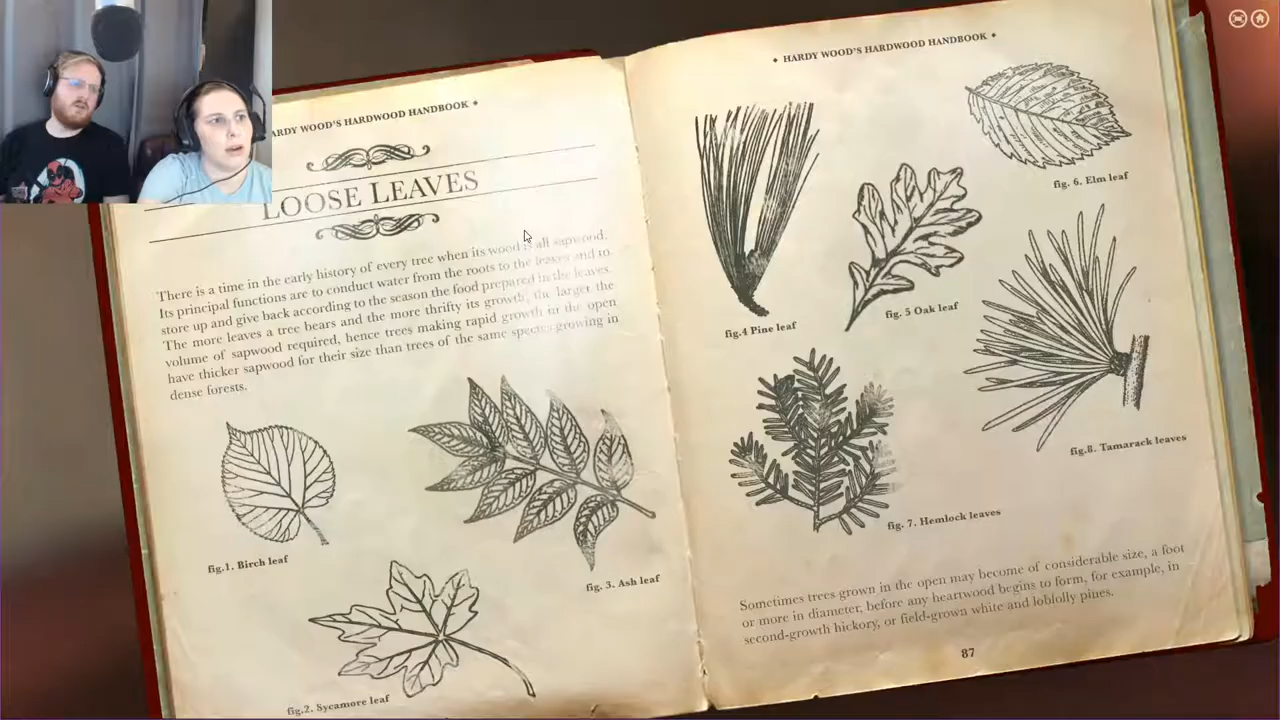 ARDY WOOD'S HARDWOOD HANDBOOK
LOOSE LEAVES
There is a time in the early history of every tree when its wood is all sapwood.
Its principal functions are to conduct water from the roots to the leaves and to
store up and give back according to the season the food prepared in the leaves.
The more leaves a tree bears and the more thrifty its growth, the larger the
volume of sapwood required, hence trees making rapid growth in the open
have thicker sapwood for their size than trees of the same species growing in
dense forests.
fig.1. Birch leaf
fig. 3. Ash leaf
fig.2. Sycamore leaf
HARDY WOOD'S HARDWOOD HANDBOOK
fig. 6. Elm leaf
fig.4 Pine leaf
fig. 5 Oak leaf
fig.8. Tamarack leaves
fig. 7. Hemlock leaves
Sometimes trees grown in the open may become of considerable size, a foot
or more in diameter, before any heartwood begins to form, for example, in
second-growth hickory, or field-grown white and loblolly pines.
87